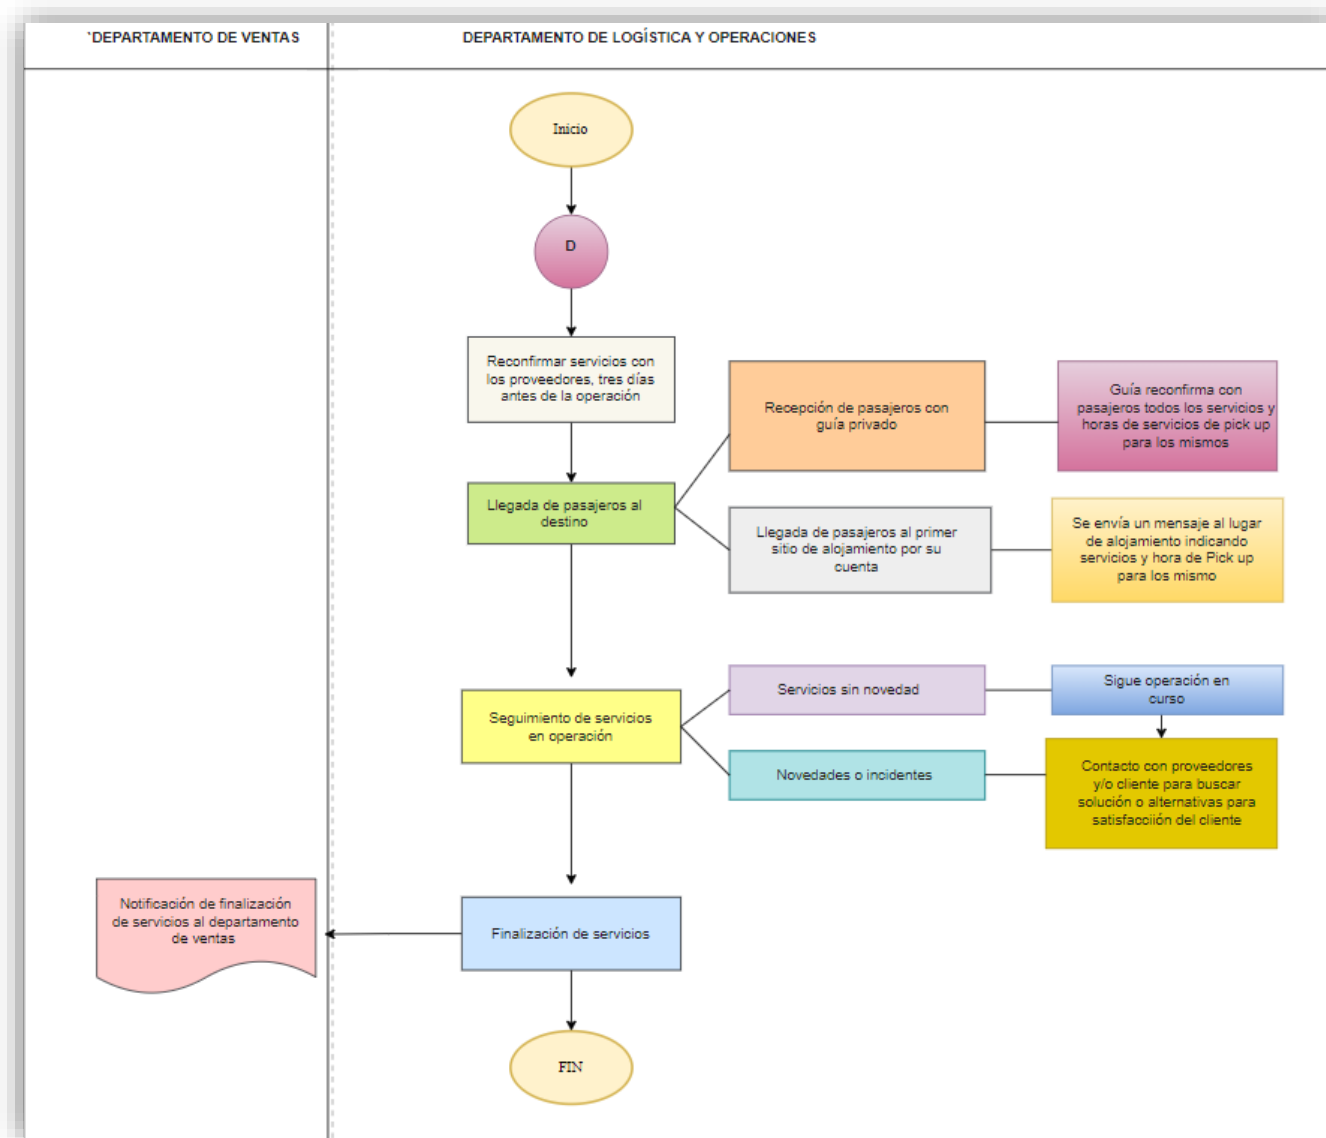 `DEPARTAMENTO DE VENTAS
DEPARTAMENTO DE LOGÍSTICA Y OPERACIONES
Inicio
D
Reconfirmar servicios con
los proveedores, tres días
antes de la operación
Recepción de pasajeros con
guía privado
Guía reconfirma con
pasajeros todos los servicios y
horas de servicios de pick up
para los mismos
Llegada de pasajeros al
destino
Llegada de pasajeros al primer
sitio de alojamiento por su
cuenta
Se envía un mensaje al lugar
de alojamiento indicando
servicios y hora de Pick up
para los mismo
Seguimiento de servicios
en operación
Servicios sin novedad
Sigue operación en
curso
Novedades o incidentes
Contacto con proveedores
y/o cliente para buscar
solución o alternativas para
satisfacciión del cliente
Notificación de finalización
de servicios al departamento
de ventas
Finalización de servicios
FIN